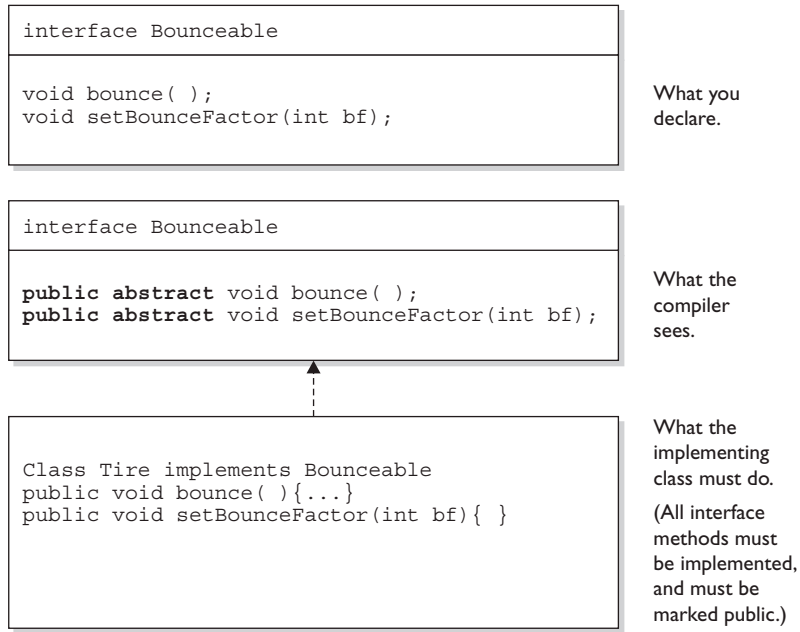 interface Bounceable
void bounce( );
void setBounceFactor(int bf);
What you
declare.
interface Bounceable
public abstract void bounce( );
public abstract void setBounceFactor(int bf);
What the
compiler
sees.
Class Tire implements Bounceable
public void bounce( ){...}
public void setBounceFactor(int bf){ }
What the
implementing
class must do.
(All interface
methods must
be implemented,
and must be
marked public.)